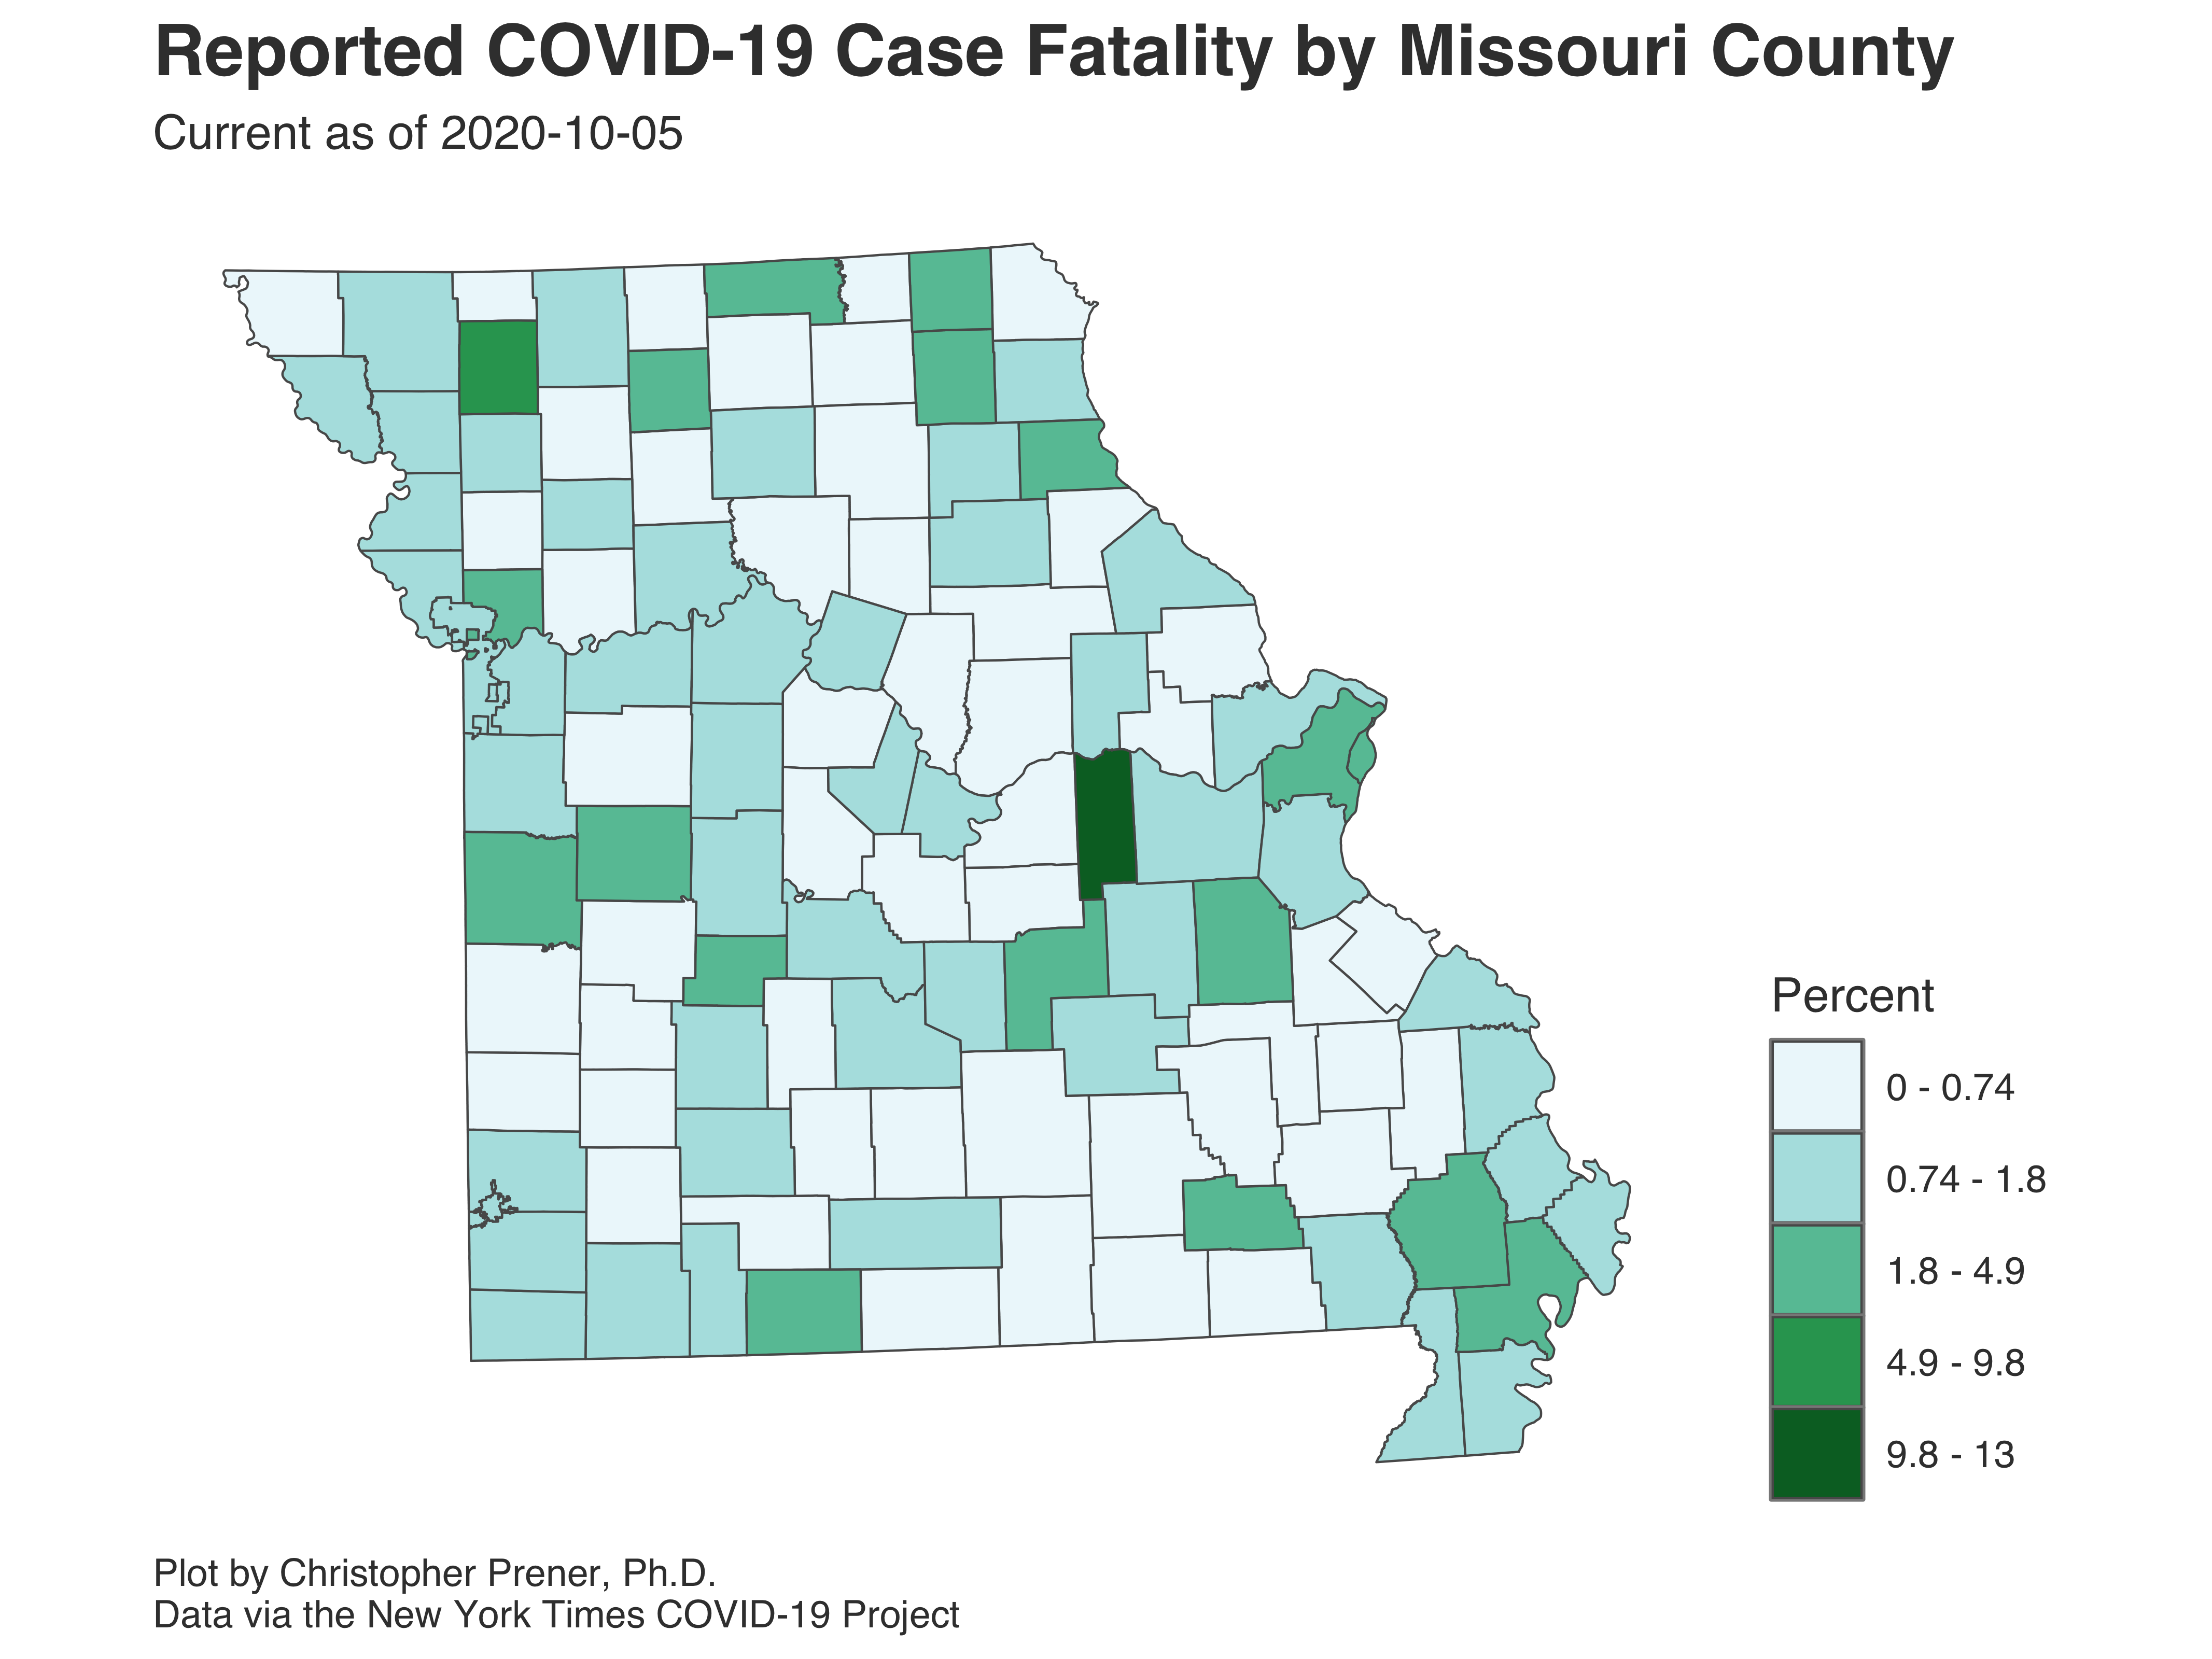 Reported COVID-19 Case Fatality by Missouri County
Current as of 2020-10-05
Percent
0 - 0.74
0.74 - 1.8
1.8 - 4.9
4.9 - 9.8
9.8 - 13
Plot by Christopher Prener, Ph.D.
Data via the New York Times COVID-19 Project